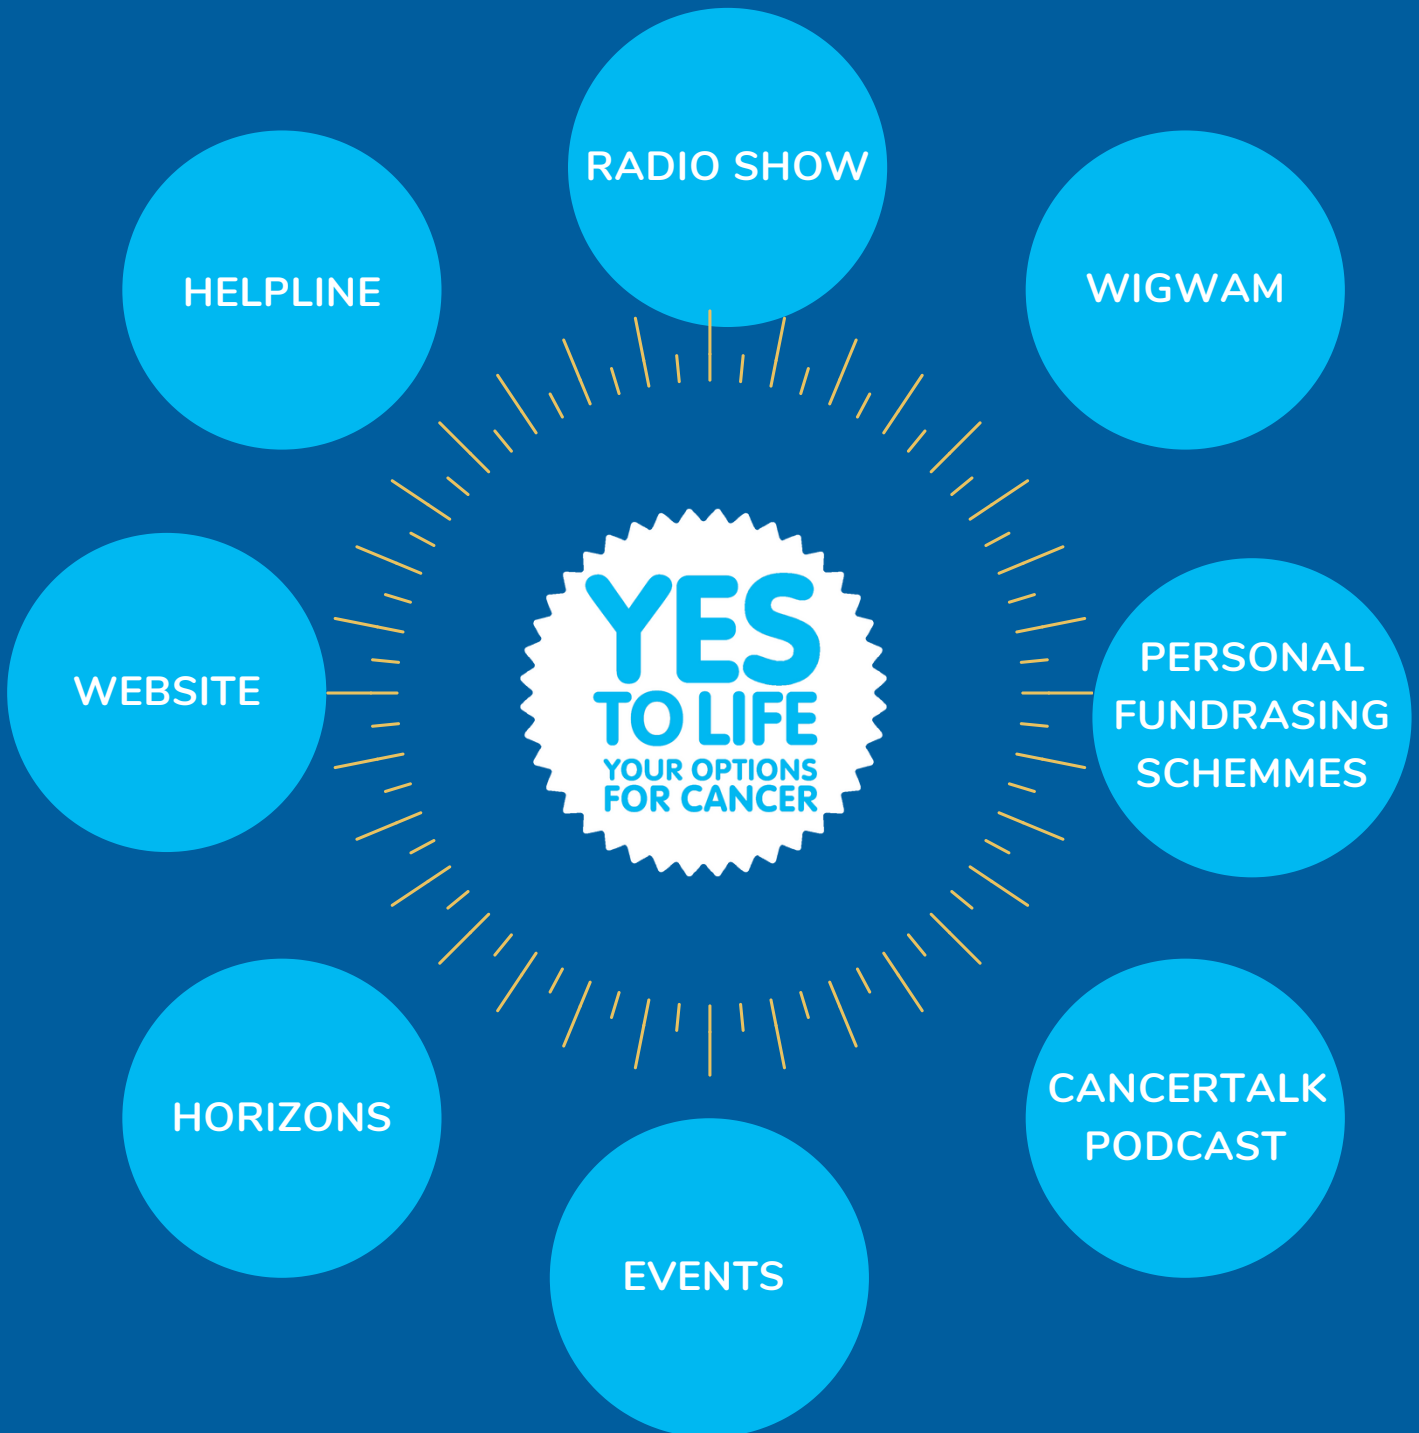 RADIO SHOW
HELPLINE
WIGWAM
YES
TO LIFE
YOUR OPTIONS
FOR CANCER
WEBSITE
PERSONAL
FUNDRASING
SCHEMMES
HORIZONS
CANCERTALK
PODCAST
EVENTS